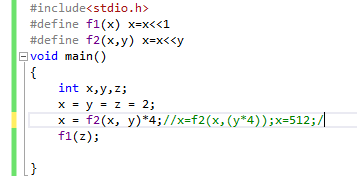 #include<stdio.h>
#define f1(x) x=x<<1
#define f2(x,y) x=x<<y
void main()
{
int x,y,z;
x = y = z = 2;
x = f2(x, y)*4;//x=f2(x,(y*4));x=512;/
f1(z);
}